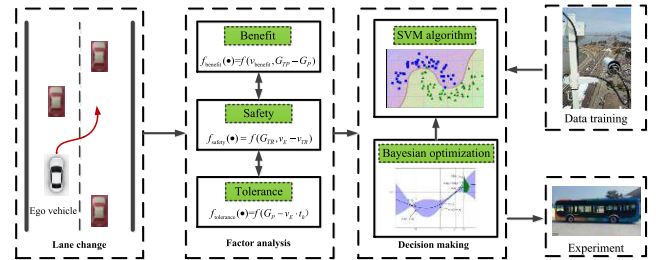 Ego vehicle
Lane change
Benefit
f_benefit(•)=f(v_benefit, G_TP−G_P)
Safety
f_safety(•) = f(G_TR, v_E − v_TR)
Tolerance
f_tolerance(•)=f(G_P − v_E · t_h)
Factor analysis
SVM algorithm
Bayesian optimization
Decision making
Data training
Experiment